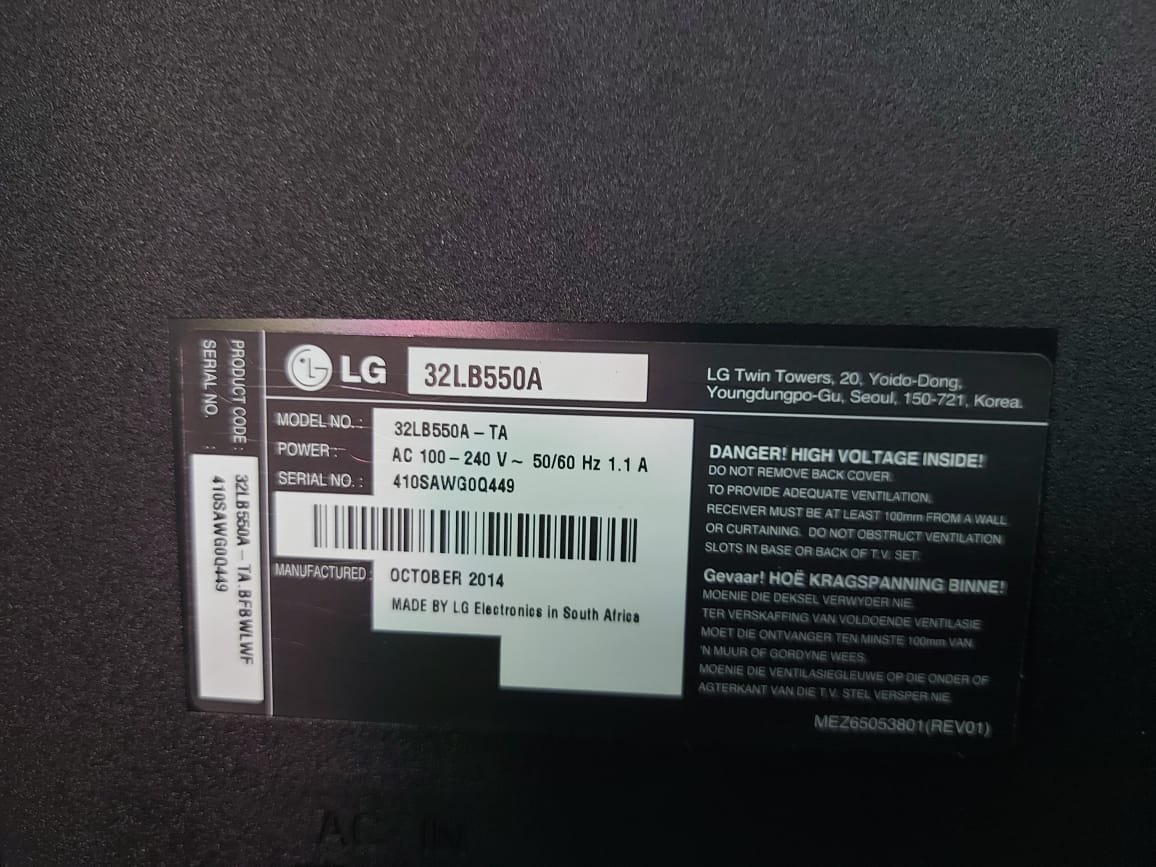 LG 32LB550A
LG Twin Towers, 20, Yoido-Dong,
Youngdungpo-Gu, Seoul, 150-721, Korea.
MODEL NO. : 32LB550A – TA
POWER : AC 100 – 240 V ~ 50/60 Hz 1.1 A
SERIAL NO. : 410SAWG0Q449
MANUFACTURED : OCTOBER 2014
MADE BY LG Electronics in South Africa
PRODUCT CODE : 32LB550A – TA.BFBWLWF
SERIAL NO. : 410SAWG0Q449
DANGER! HIGH VOLTAGE INSIDE!
DO NOT REMOVE BACK COVER.
TO PROVIDE ADEQUATE VENTILATION,
RECEIVER MUST BE AT LEAST 100mm FROM A WALL
OR CURTAINING. DO NOT OBSTRUCT VENTILATION
SLOTS IN BASE OR BACK OF T.V. SET.
Gevaar! HOË KRAGSPANNING BINNE!
MOENIE DIE DEKSEL VERWYDER NIE.
TER VERSKAFFING VAN VOLDOENDE VENTILASIE
MOET DIE ONTVANGER TEN MINSTE 100mm VAN
'N MUUR OF GORDYNE WEES.
MOENIE DIE VENTILASIEGLEUWE OP DIE ONDER OF
AGTERKANT VAN DIE T.V. STEL VERSPER NIE.
MEZ65053801(REV01)
AC IN